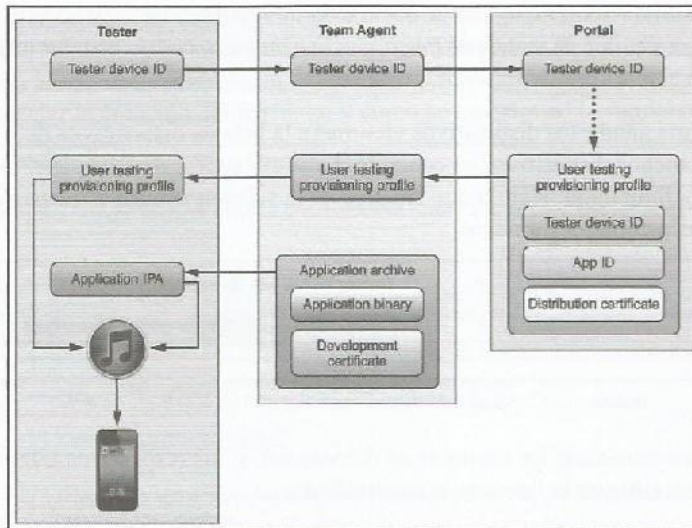 Tester
Team Agent
Portal
Tester device ID
Tester device ID
Tester device ID
User testing
provisioning profile
User testing
provisioning profile
User testing
provisioning profile
Tester device ID
App ID
Distribution certificate
Application IPA
Application archive
Application binary
Development
certificate